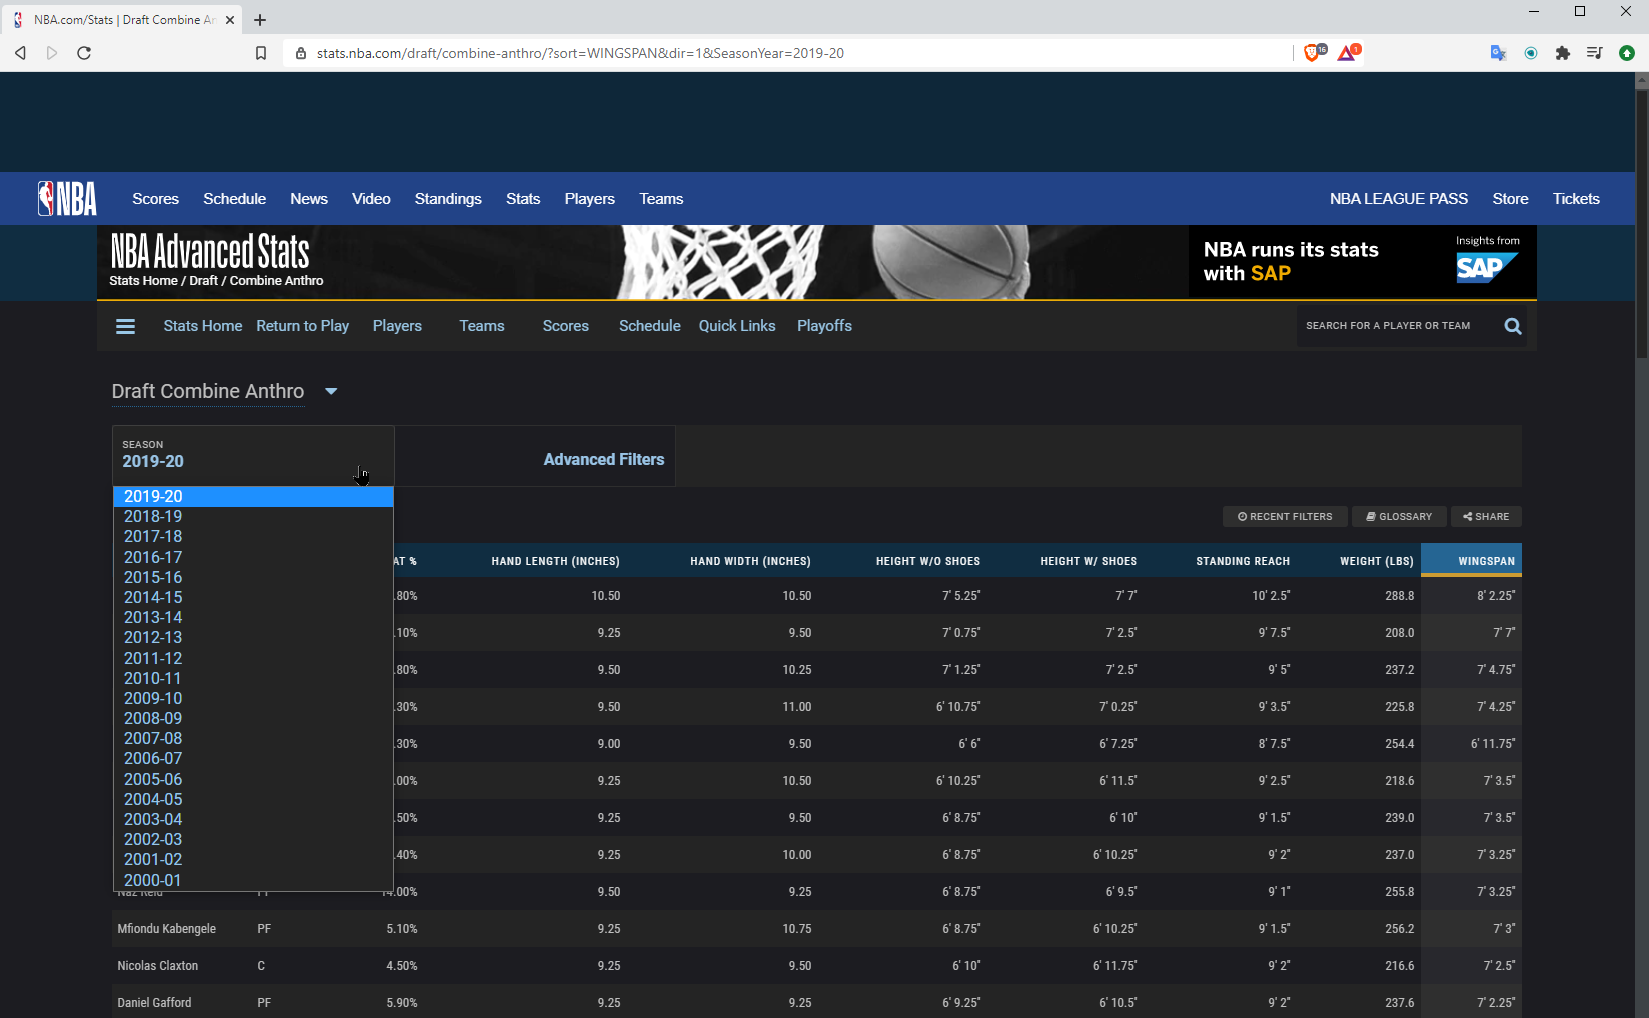 NBA.com/Stats | Draft Combine An
stats.nba.com/draft/combine-anthro/?sort=WINGSPAN&dir=1&SeasonYear=2019-20
16
1
NBA
Scores
Schedule
News
Video
Standings
Stats
Players
Teams
NBA LEAGUE PASS
Store
Tickets
NBA Advanced Stats
Stats Home / Draft / Combine Anthro
NBA runs its stats
with SAP
Insights from
SAP
Stats Home
Return to Play
Players
Teams
Scores
Schedule
Quick Links
Playoffs
SEARCH FOR A PLAYER OR TEAM
Draft Combine Anthro
SEASON
2019-20
Advanced Filters
2019-20
2018-19
2017-18
2016-17
2015-16
2014-15
2013-14
2012-13
2011-12
2010-11
2009-10
2008-09
2007-08
2006-07
2005-06
2004-05
2003-04
2002-03
2001-02
2000-01
RECENT FILTERS
GLOSSARY
SHARE
AT % HAND LENGTH (INCHES) HAND WIDTH (INCHES) HEIGHT W/O SHOES HEIGHT W/ SHOES STANDING REACH WEIGHT (LBS) WINGSPAN
.80% 10.50 10.50 7' 5.25" 7' 7" 10' 2.5" 288.8 8' 2.25"
.10% 9.25 9.50 7' 0.75" 7' 2.5" 9' 7.5" 208.0 7' 7"
.80% 9.50 10.25 7' 1.25" 7' 2.5" 9' 5" 237.2 7' 4.75"
.30% 9.50 11.00 6' 10.75" 7' 0.25" 9' 3.5" 225.8 7' 4.25"
.30% 9.00 9.50 6' 6" 6' 7.25" 8' 7.5" 254.4 6' 11.75"
.00% 9.25 10.50 6' 10.25" 6' 11.5" 9' 2.5" 218.6 7' 3.5"
.50% 9.25 9.50 6' 8.75" 6' 10" 9' 1.5" 239.0 7' 3.5"
.40% 9.25 10.00 6' 8.75" 6' 10.25" 9' 2" 237.0 7' 3.25"
Naz Reid 14.00% 9.50 9.25 6' 8.75" 6' 9.5" 9' 1" 255.8 7' 3.25"
Mfiondu Kabengele PF 5.10% 9.25 10.75 6' 8.75" 6' 10.25" 9' 1.5" 256.2 7' 3"
Nicolas Claxton C 4.50% 9.25 9.50 6' 10" 6' 11.75" 9' 2" 216.6 7' 2.5"
Daniel Gafford PF 5.90% 9.25 9.25 6' 9.25" 6' 10.5" 9' 2" 237.6 7' 2.25"